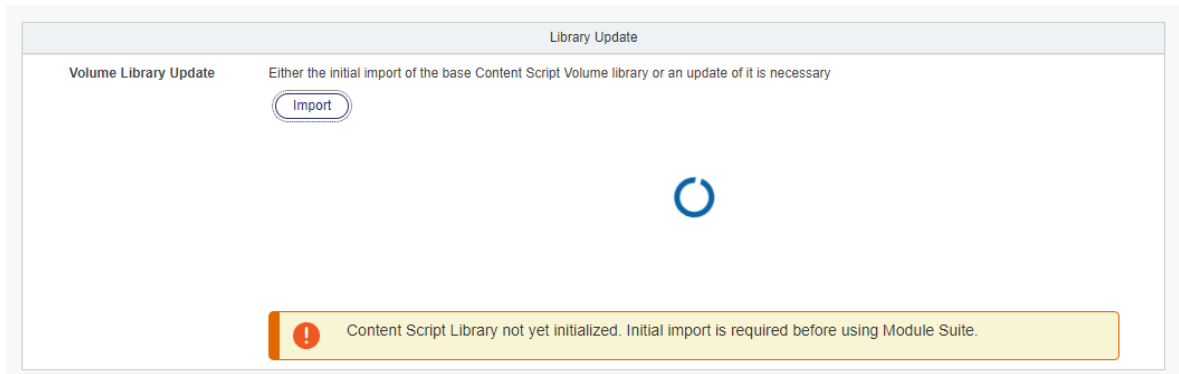 Library Update
Volume Library Update
Either the initial import of the base Content Script Volume library or an update of it is necessary
Import
Content Script Library not yet initialized. Initial import is required before using Module Suite.